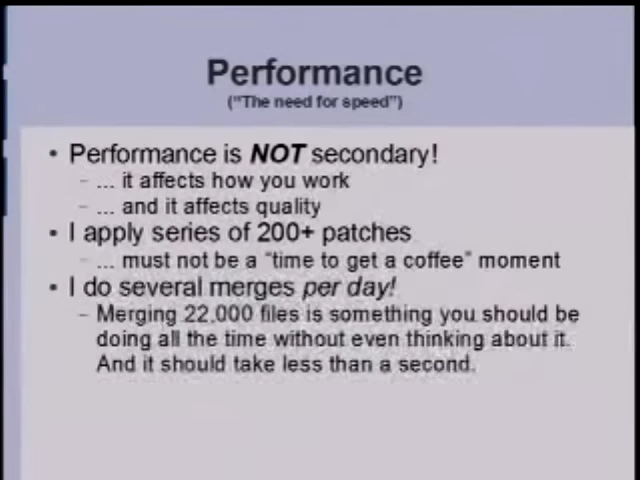 Performance
("The need for speed")
• Performance is NOT secondary!
– ... it affects how you work
– ... and it affects quality
• I apply series of 200+ patches
– ... must not be a "time to get a coffee" moment
• I do several merges per day!
– Merging 22,000 files is something you should be
doing all the time without even thinking about it.
And it should take less than a second.